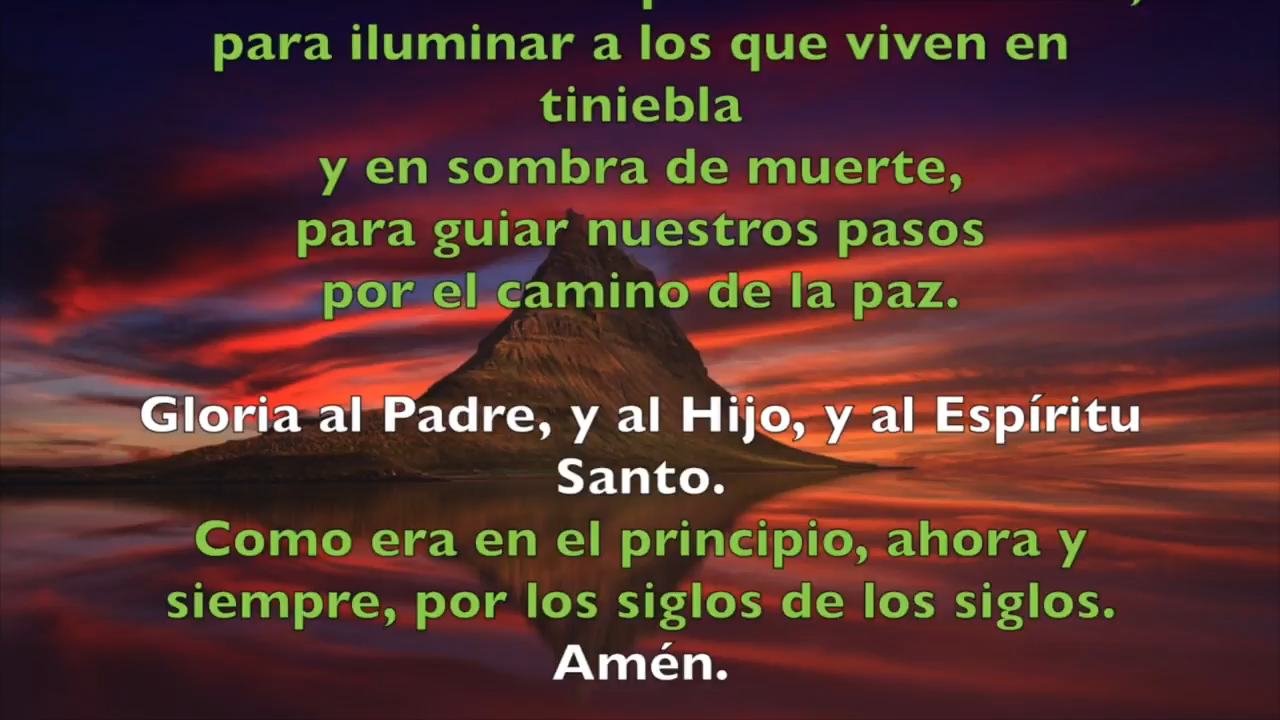 para iluminar a los que viven en
tiniebla
y en sombra de muerte,
para guiar nuestros pasos
por el camino de la paz.
Gloria al Padre, y al Hijo, y al Espíritu
Santo.
Como era en el principio, ahora y
siempre, por los siglos de los siglos.
Amén.